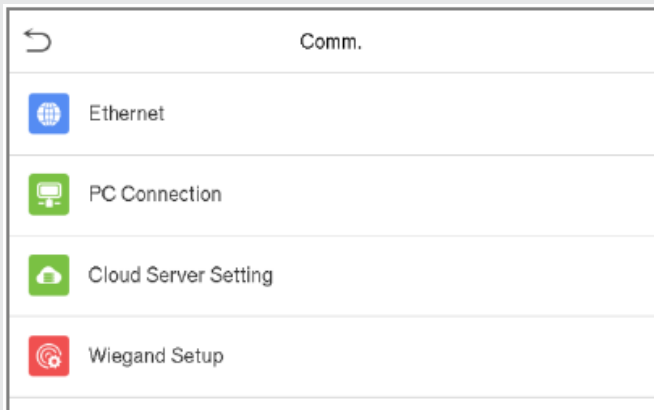 Comm.
Ethernet
PC Connection
Cloud Server Setting
Wiegand Setup